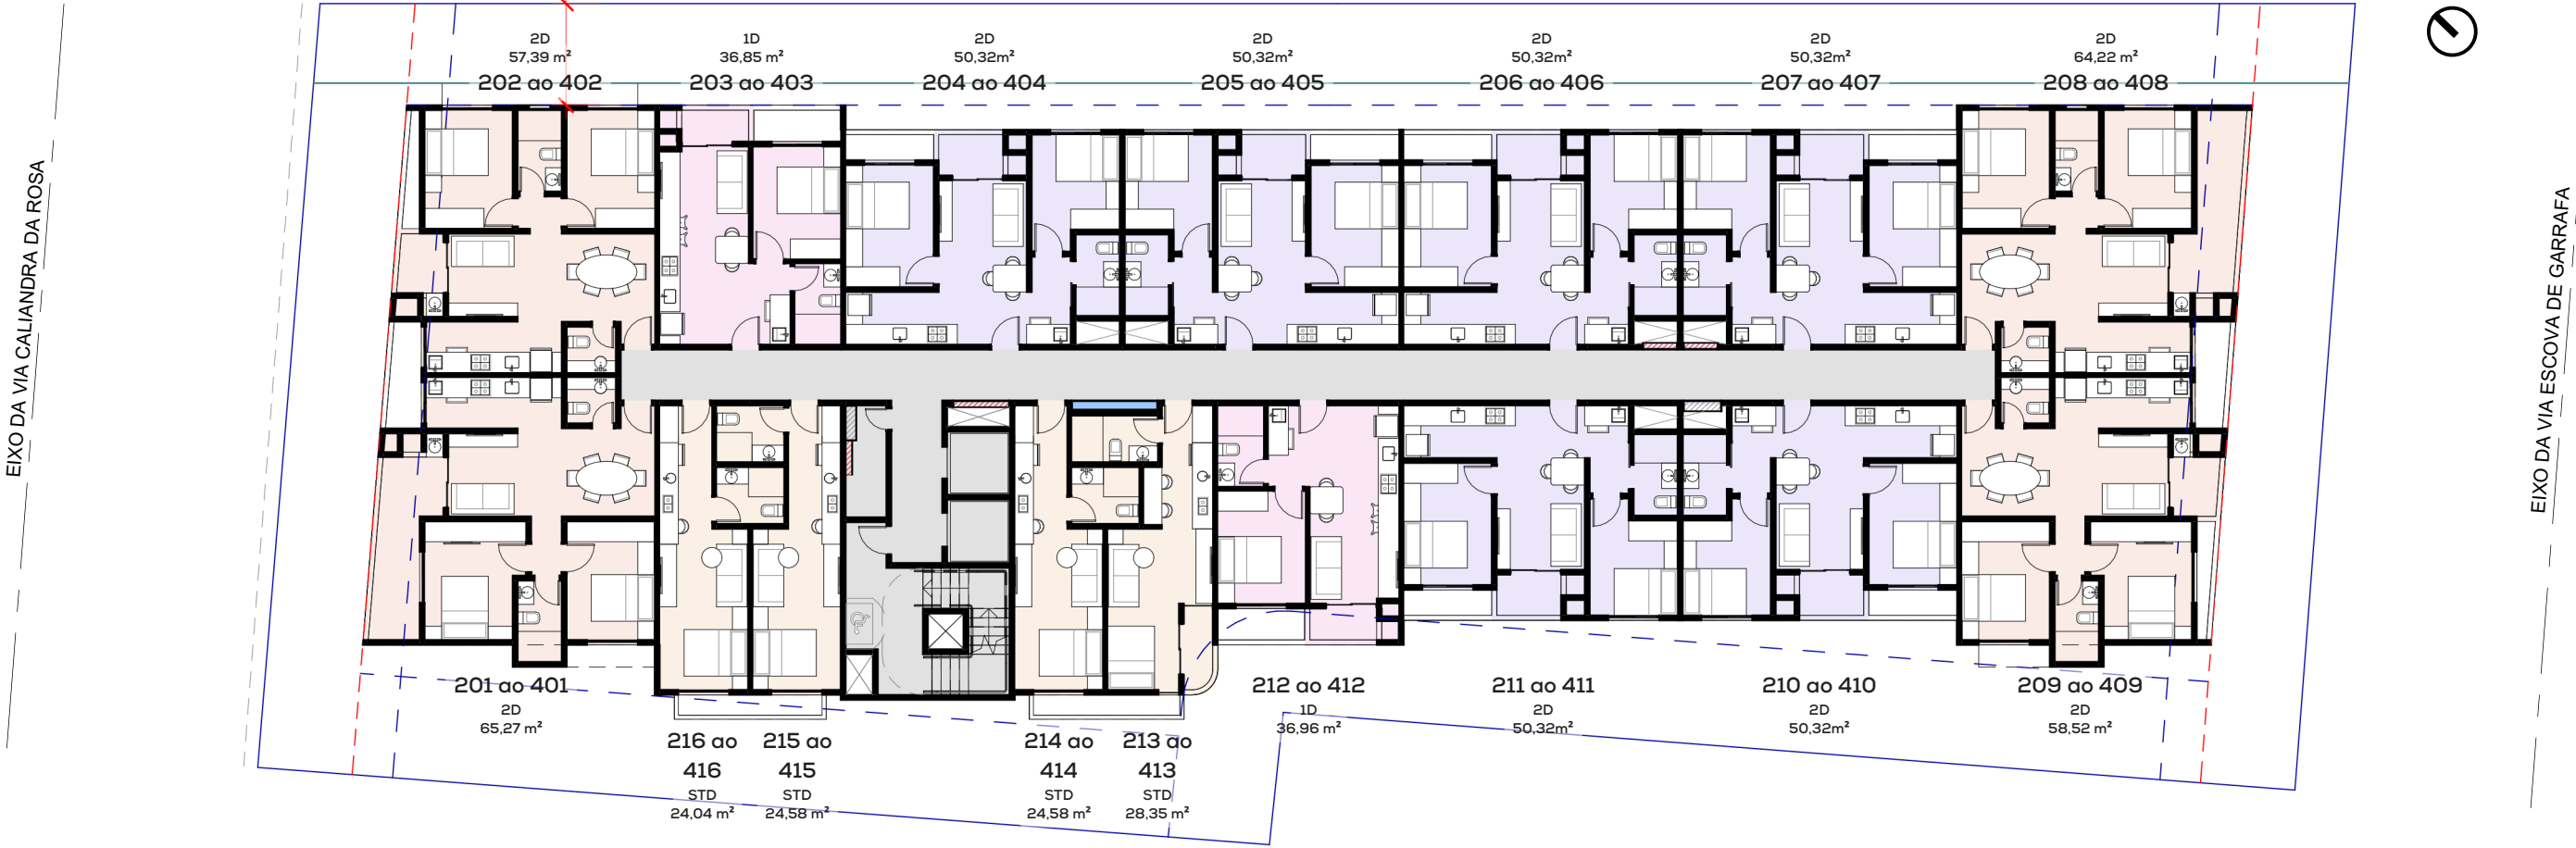 2D
57,39 m²
202 ao 402
1D
36,85 m²
203 ao 403
2D
50,32m²
204 ao 404
2D
50,32m²
205 ao 405
2D
50,32m²
206 ao 406
2D
50,32m²
207 ao 407
2D
64,22 m²
208 ao 408
EIXO DA VIA CALIANDRA DA ROSA
EIXO DA VIA ESCOVA DE GARRAFA
201 ao 401
2D
65,27 m²
216 ao
416
STD
24,04 m²
215 ao
415
STD
24,58 m²
214 ao
414
STD
24,58 m²
213 ao
413
STD
28,35 m²
212 ao 412
1D
36,96 m²
211 ao 411
2D
50,32m²
210 ao 410
2D
50,32m²
209 ao 409
2D
58,52 m²